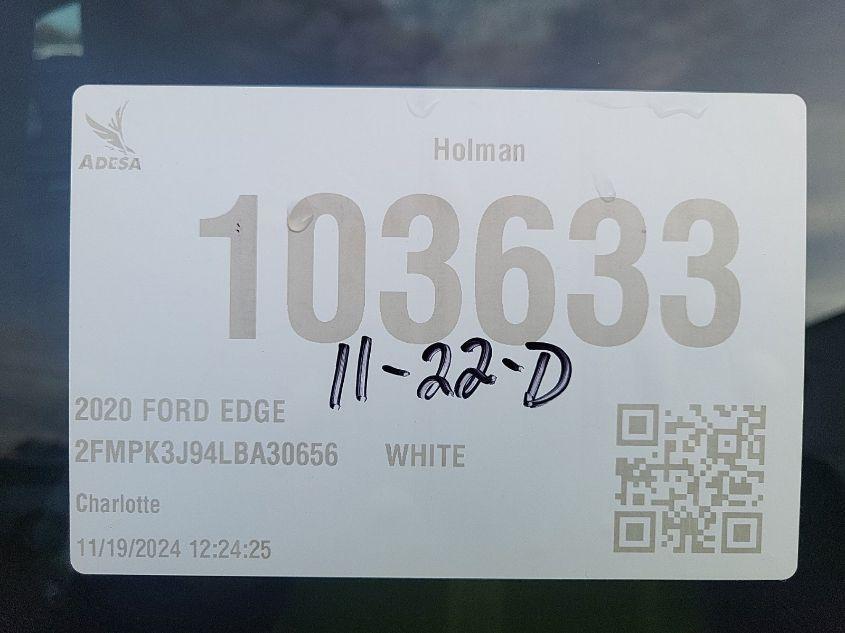 ADESA
Holman
103633
11-22-D
2020 FORD EDGE
2FMPK3J94LBA30656 WHITE
Charlotte
11/19/2024 12:24:25